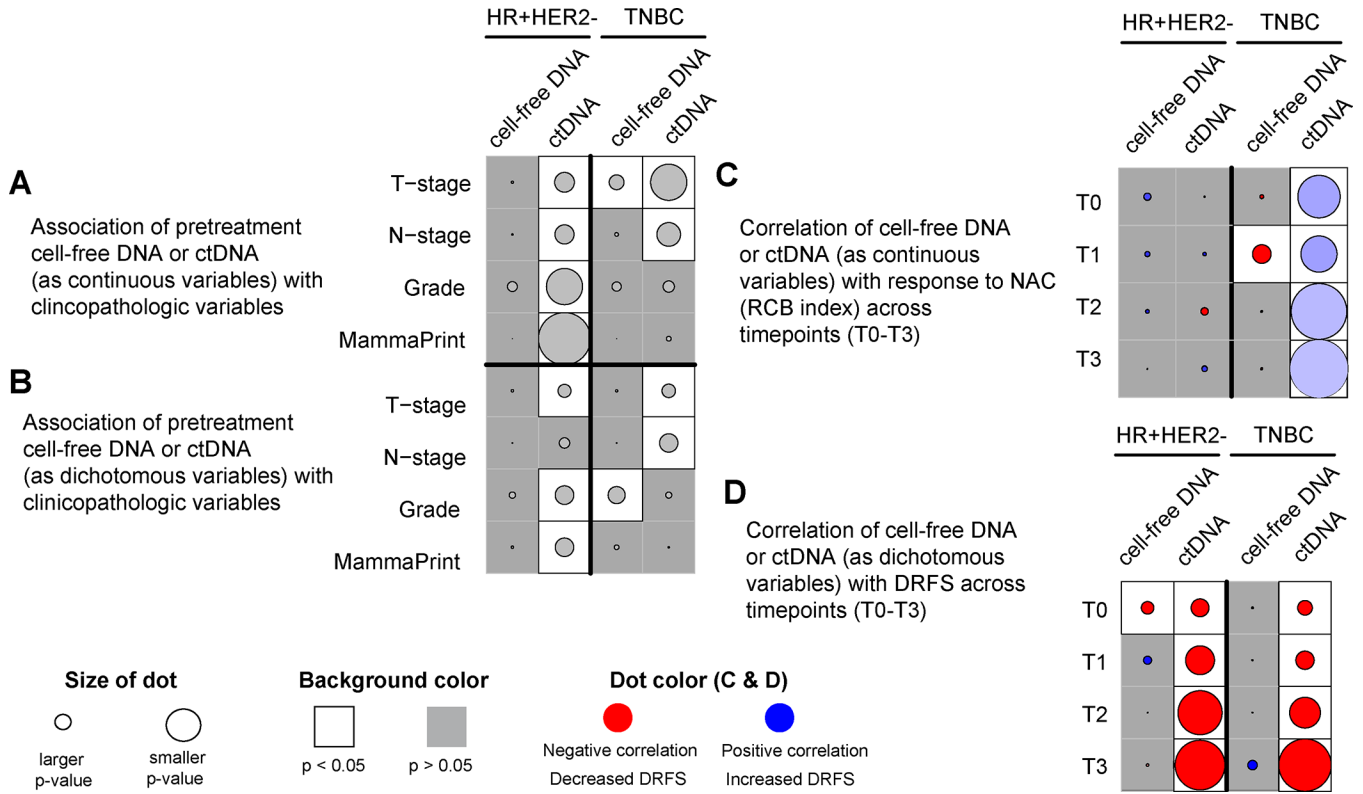 HR+HER2-
TNBC
cell-free DNA
ctDNA
cell-free DNA
ctDNA
A
Association of pretreatment
cell-free DNA or ctDNA
(as continuous variables) with
clincopathologic variables
T−stage
N−stage
Grade
MammaPrint
B
Association of pretreatment
cell-free DNA or ctDNA
(as dichotomous variables) with
clinicopathologic variables
T−stage
N−stage
Grade
MammaPrint
HR+HER2-
TNBC
cell-free DNA
ctDNA
cell-free DNA
ctDNA
C
Correlation of cell-free DNA
or ctDNA (as continuous
variables) with response to NAC
(RCB index) across
timepoints (T0-T3)
T0
T1
T2
T3
HR+HER2-
TNBC
cell-free DNA
ctDNA
cell-free DNA
ctDNA
D
Correlation of cell-free DNA
or ctDNA (as dichotomous
variables) with DRFS across
timepoints (T0-T3)
T0
T1
T2
T3
Size of dot
larger
p-value
smaller
p-value
Background color
p < 0.05
p > 0.05
Dot color (C & D)
Negative correlation
Decreased DRFS
Positive correlation
Increased DRFS